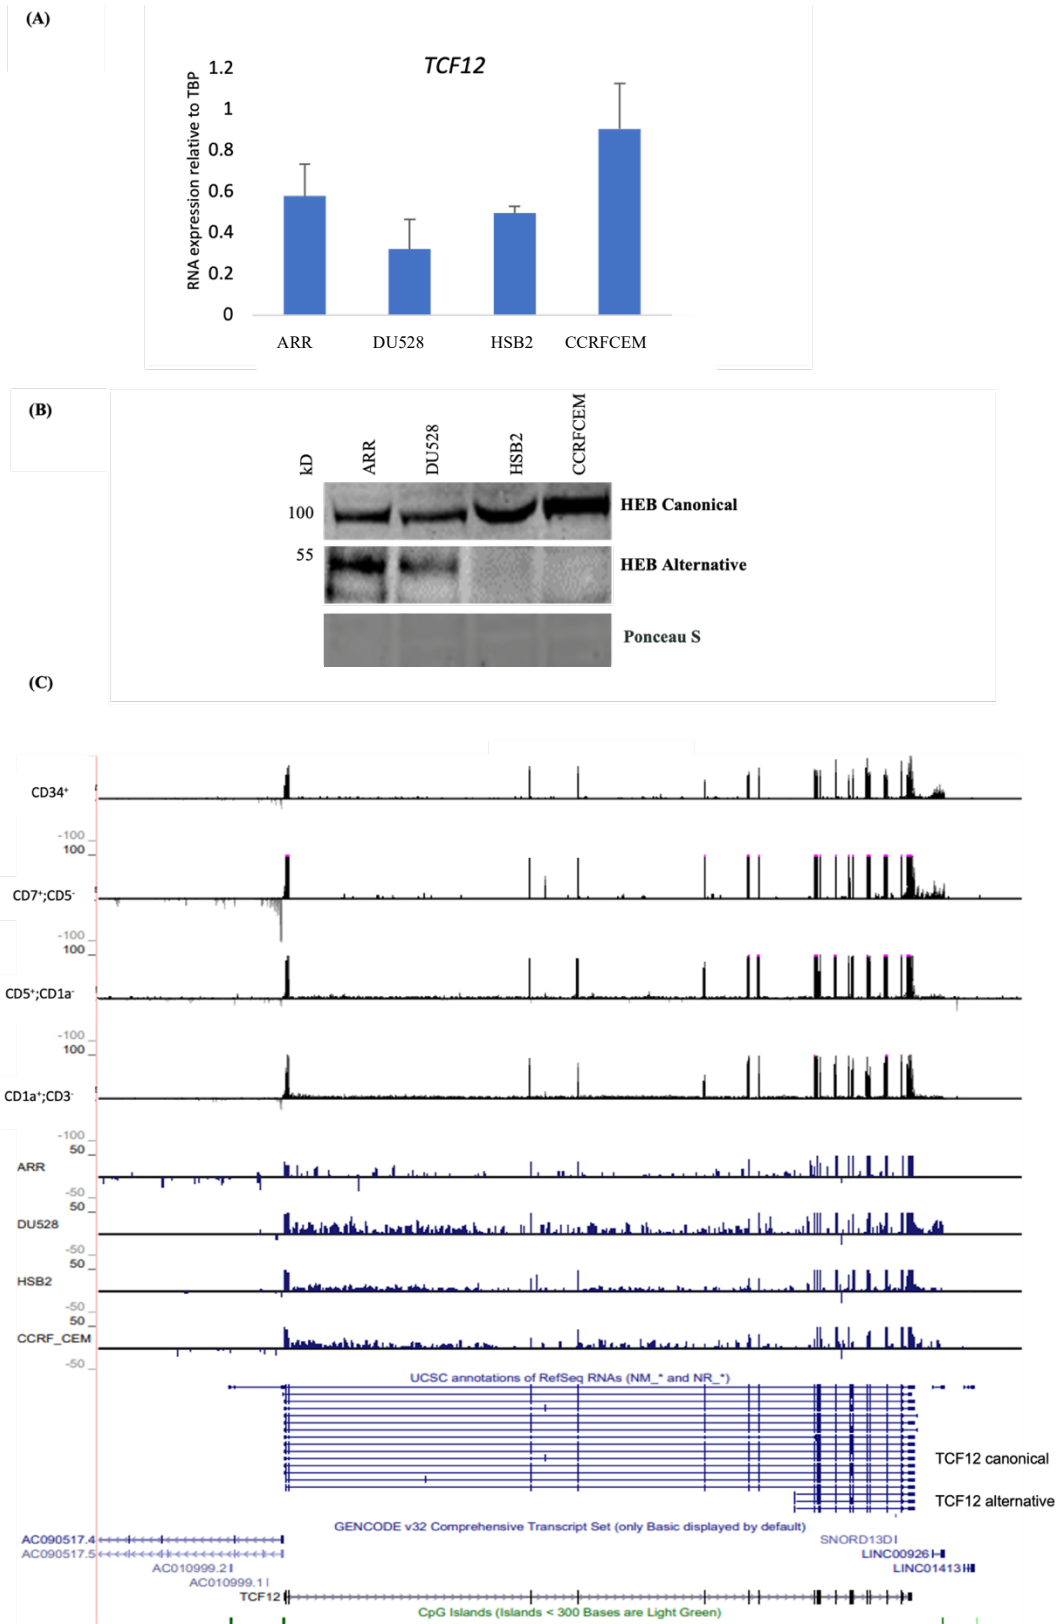 (A)
TCF12
RNA expression relative to TBP
1.2
1
0.8
0.6
0.4
0.2
0
ARR DU528 HSB2 CCRFCEM
(B)
kD ARR DU528 HSB2 CCRFCEM
100 HEB Canonical
55 HEB Alternative
Ponceau S
(C)
CD34⁺
-100
100
CD7⁺;CD5⁻
-100
100
CD5⁺;CD1a⁻
-100
100
CD1a⁺;CD3⁻
-100
50
ARR
-50
50
DU528
-50
50
HSB2
-50
50
CCRF_CEM
-50
UCSC annotations of RefSeq RNAs (NM_* and NR_*)
TCF12 canonical
TCF12 alternative
GENCODE v32 Comprehensive Transcript Set (only Basic displayed by default)
AC090517.4 SNORD13D
AC090517.5 LINC00926
AC010999.2 LINC01413
AC010999.1
TCF12
CpG Islands (Islands < 300 Bases are Light Green)